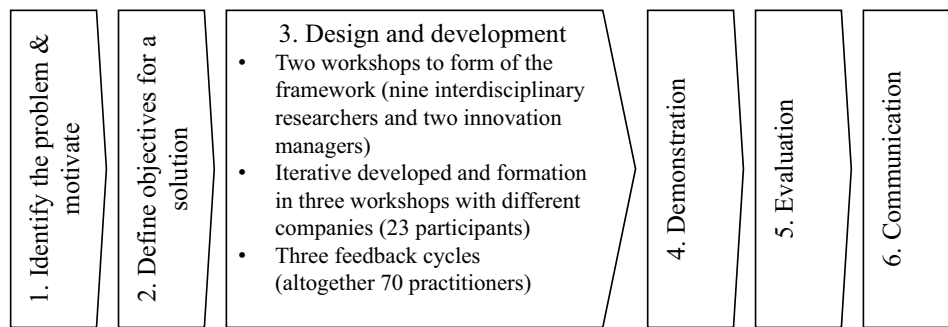 1. Identify the problem &
motivate
2. Define objectives for a
solution
3. Design and development
• Two workshops to form of the
framework (nine interdisciplinary
researchers and two innovation
managers)
• Iterative developed and formation
in three workshops with different
companies (23 participants)
• Three feedback cycles
(altogether 70 practitioners)
4. Demonstration
5. Evaluation
6. Communication